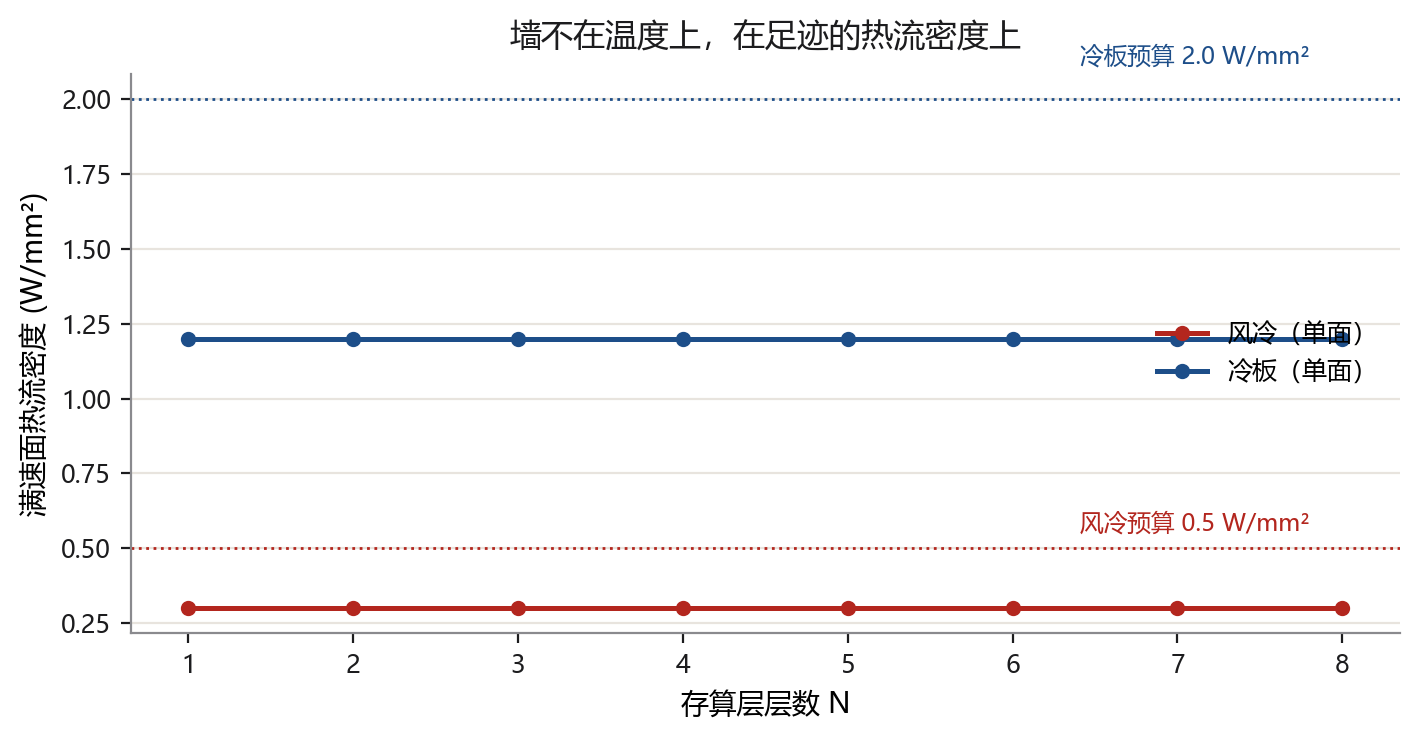 墙不在温度上，在足迹的热流密度上
冷板预算 2.0 W/mm²
满速面热流密度 (W/mm²)
2.00
1.75
1.50
1.25
1.00
0.75
0.50
0.25
风冷（单面）
冷板（单面）
风冷预算 0.5 W/mm²
1 2 3 4 5 6 7 8
存算层层数 N